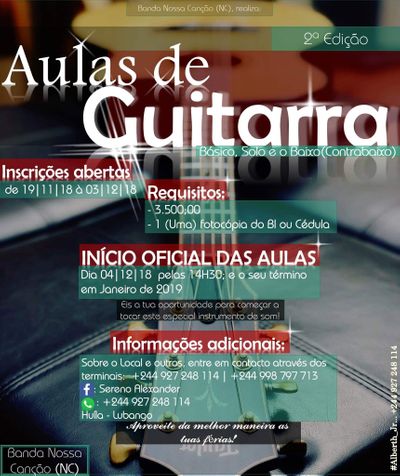 Banda Nossa Canção (NC), realiza:
2ª Edição
Aulas de
Guitarra
Básico, Solo e o Baixo(Contrabaixo)
Inscrições abertas
de 19|11|18 à 03|12|18
Requisitos:
- 3.500;00
- 1 (Uma) fotocópia do BI ou Cédula
INÍCIO OFICIAL DAS AULAS
Dia 04|12|18 pelas 14H30; e o seu término
em Janeiro de 2019
Eis a tua oportunidade para começar a
tocar este especial instrumento de som!
Informações adicionais:
Sobre o Local e outros, entre em contacto através dos
terminais: +244 927 248 114 | +244 998 797 713
f : Sereno Alexander
: +244 927 248 114
Huíla - Lubango
Aproveite da melhor maneira as
tuas férias!
Taylor
Banda Nossa
Canção (NC)
#Alberth_Jr... +244 927 248 114